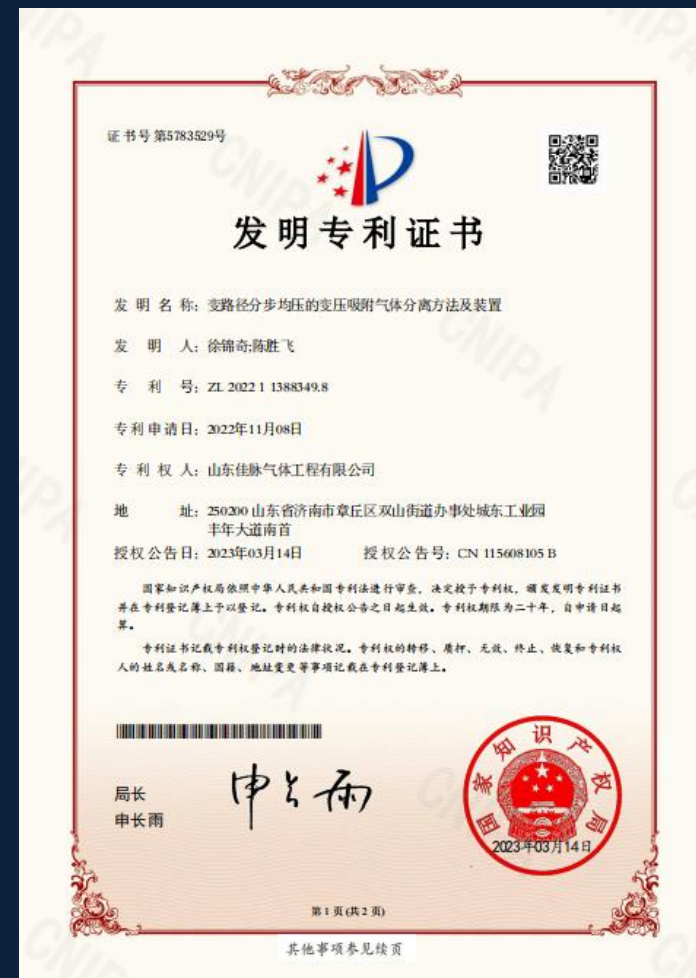 证书号第5783529号
发明专利证书
发 明 名 称：变路径分步均压的变压吸附气体分离方法及装置
发 明 人：徐锦奇;陈胜飞
专 利 号：ZL 2022 1 1388349.8
专利申请日：2022年11月08日
专 利 权 人：山东佳脉气体工程有限公司
地 址：250200 山东省济南市章丘区双山街道办事处城东工业园
丰年大道南首
授权公告日：2023年03月14日 授权公告号：CN 115608105 B
国家知识产权局依照中华人民共和国专利法进行审查，决定授予专利权，颁发发明专利证书
并在专利登记簿上予以登记。专利权自授权公告之日起生效。专利权期限为二十年，自申请日起
算。
专利证书记载专利权登记时的法律状况。专利权的转移、质押、无效、终止、恢复和专利权
人的姓名或名称、国籍、地址变更等事项记载在专利登记簿上。
局长
申长雨
申长雨
国家知识产权局
2023年03月14日
第 1 页 (共 2 页)
其他事项参见续页
CNIPA